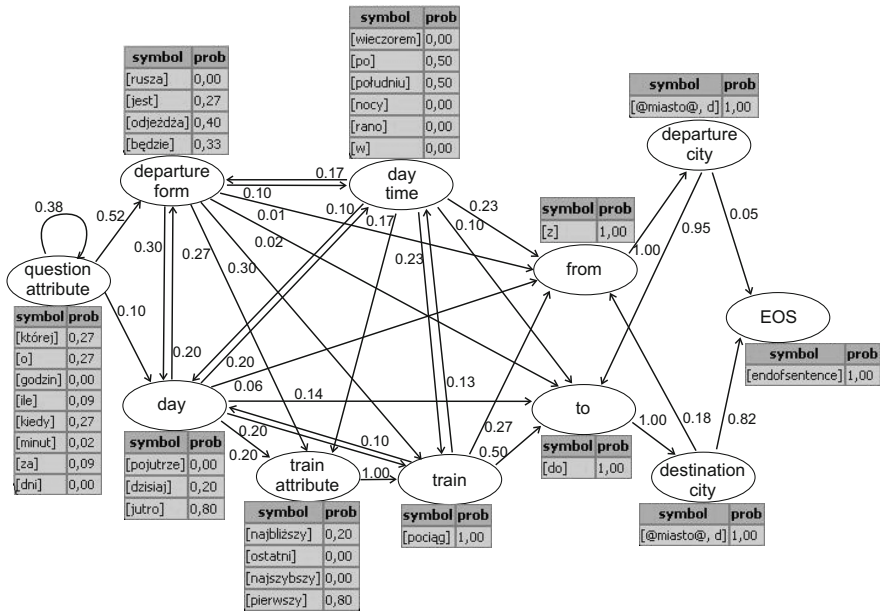 symbol prob
[wieczorem] 0,00
[po] 0,50
[południu] 0,50
[nocy] 0,00
[rano] 0,00
[w] 0,00
symbol prob
[rusza] 0,00
[jest] 0,27
[odjeżdża] 0,40
[będzie] 0,33
symbol prob
[@miasto@, d] 1,00
departure
city
departure
form
day
time
0.17
0.10
0.38
0.52
0.01
0.02
0.10
0.17
0.23
0.10
symbol prob
[z] 1,00
from
1.00
0.95
0.05
question
attribute
0.30
0.27
0.30
0.23
0.10
EOS
symbol prob
[endofsentence] 1,00
symbol prob
[której] 0,27
[o] 0,27
[godzin] 0,00
[ile] 0,09
[kiedy] 0,27
[minut] 0,02
[za] 0,09
[dni] 0,00
0.20
0.20
0.06
0.14
0.13
day
to
1.00
0.18
0.82
symbol prob
[pojutrze] 0,00
[dzisiaj] 0,20
[jutro] 0,80
0.20
0.20
0.10
0.27
0.50
symbol prob
[do] 1,00
train
attribute
1.00
train
destination
city
symbol prob
[najbliższy] 0,20
[ostatni] 0,00
[najszybszy] 0,00
[pierwszy] 0,80
symbol prob
[pociąg] 1,00
symbol prob
[@miasto@, d] 1,00